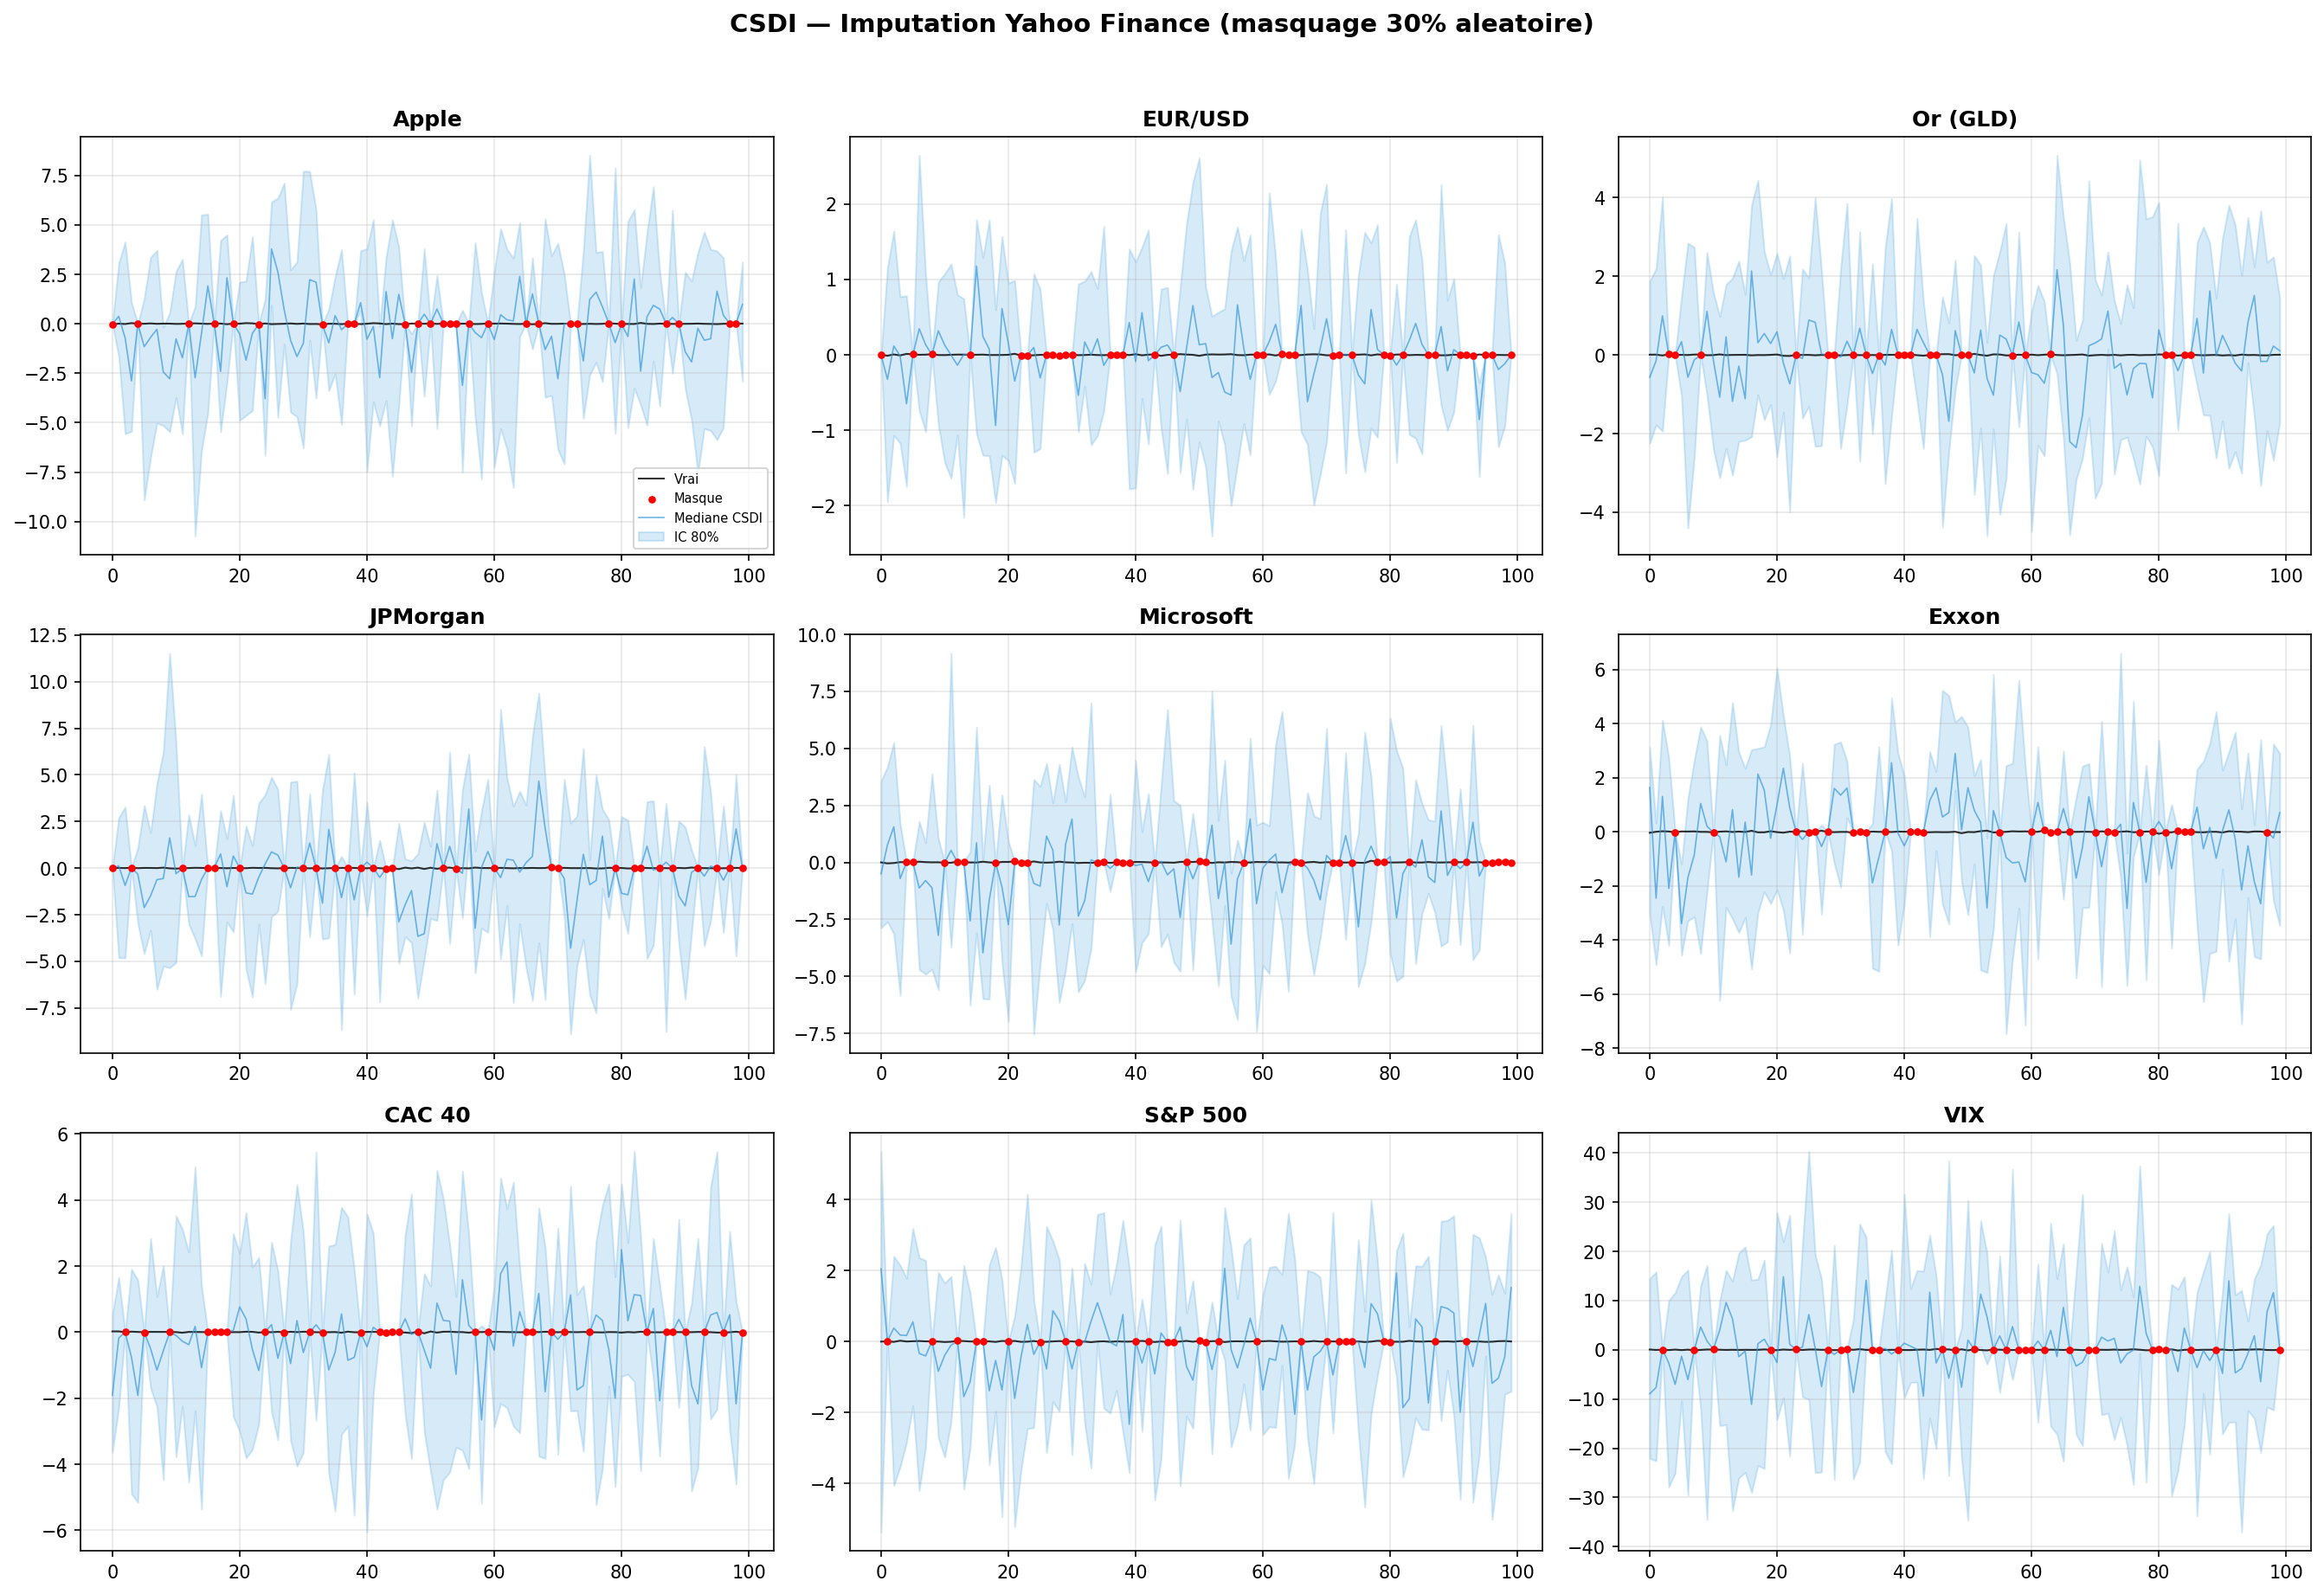 CSDI — Imputation Yahoo Finance (masquage 30% aleatoire)
Apple
7.5
5.0
2.5
0.0
−2.5
−5.0
−7.5
−10.0
0 20 40 60 80 100
Vrai
Masque
Mediane CSDI
IC 80%
EUR/USD
2
1
0
−1
−2
0 20 40 60 80 100
Or (GLD)
4
2
0
−2
−4
0 20 40 60 80 100
JPMorgan
12.5
10.0
7.5
5.0
2.5
0.0
−2.5
−5.0
−7.5
0 20 40 60 80 100
Microsoft
10.0
7.5
5.0
2.5
0.0
−2.5
−5.0
−7.5
0 20 40 60 80 100
Exxon
6
4
2
0
−2
−4
−6
−8
0 20 40 60 80 100
CAC 40
6
4
2
0
−2
−4
−6
0 20 40 60 80 100
S&P 500
4
2
0
−2
−4
0 20 40 60 80 100
VIX
40
30
20
10
0
−10
−20
−30
−40
0 20 40 60 80 100